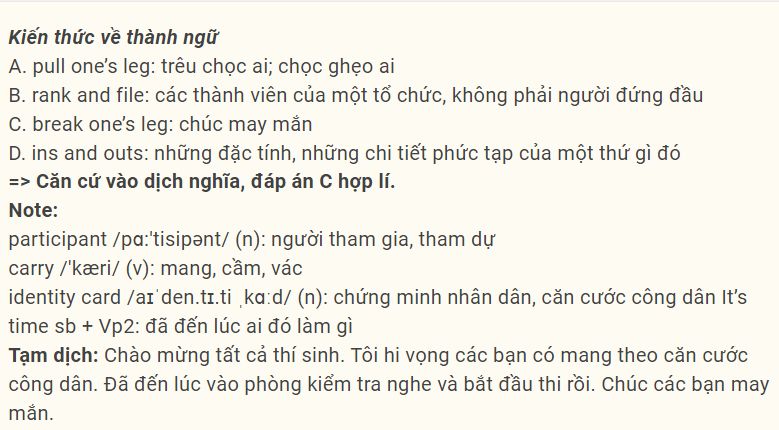 Kiến thức về thành ngữ
A. pull one’s leg: trêu chọc ai; chọc ghẹo ai
B. rank and file: các thành viên của một tổ chức, không phải người đứng đầu
C. break one’s leg: chúc may mắn
D. ins and outs: những đặc tính, những chi tiết phức tạp của một thứ gì đó
=> Căn cứ vào dịch nghĩa, đáp án C hợp lí.
Note:
participant /pɑ:'tisipənt/ (n): người tham gia, tham dự
carry /'kæri/ (v): mang, cầm, vác
identity card /aɪˈden.tɪ.ti ˌkɑːd/ (n): chứng minh nhân dân, căn cước công dân It’s
time sb + Vp2: đã đến lúc ai đó làm gì
Tạm dịch: Chào mừng tất cả thí sinh. Tôi hi vọng các bạn có mang theo căn cước
công dân. Đã đến lúc vào phòng kiểm tra nghe và bắt đầu thi rồi. Chúc các bạn may
mắn.